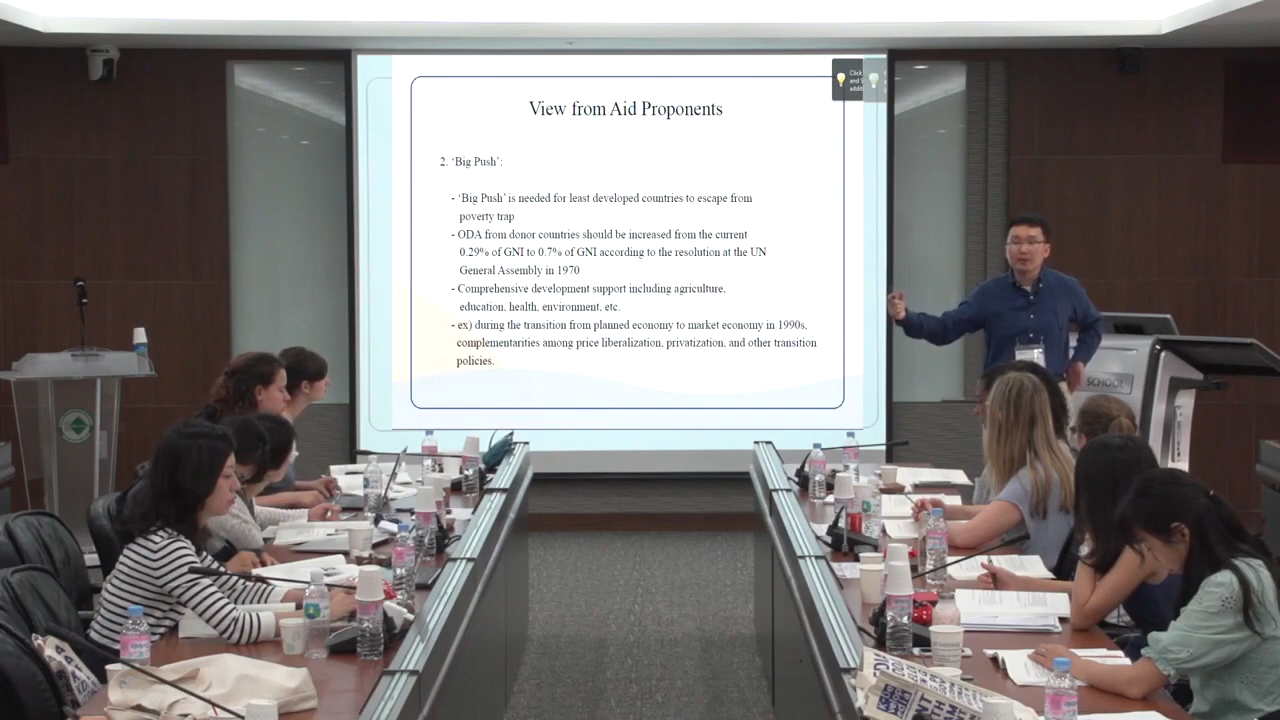 View from Aid Proponents
Click
and S
additi
2. ‘Big Push’:
- ‘Big Push’ is needed for least developed countries to escape from
poverty trap
- ODA from donor countries should be increased from the current
0.29% of GNI to 0.7% of GNI according to the resolution at the UN
General Assembly in 1970
- Comprehensive development support including agriculture,
education, health, environment, etc.
- ex) during the transition from planned economy to market economy in 1990s,
complementarities among price liberalization, privatization, and other transition
policies.
SCHOOL